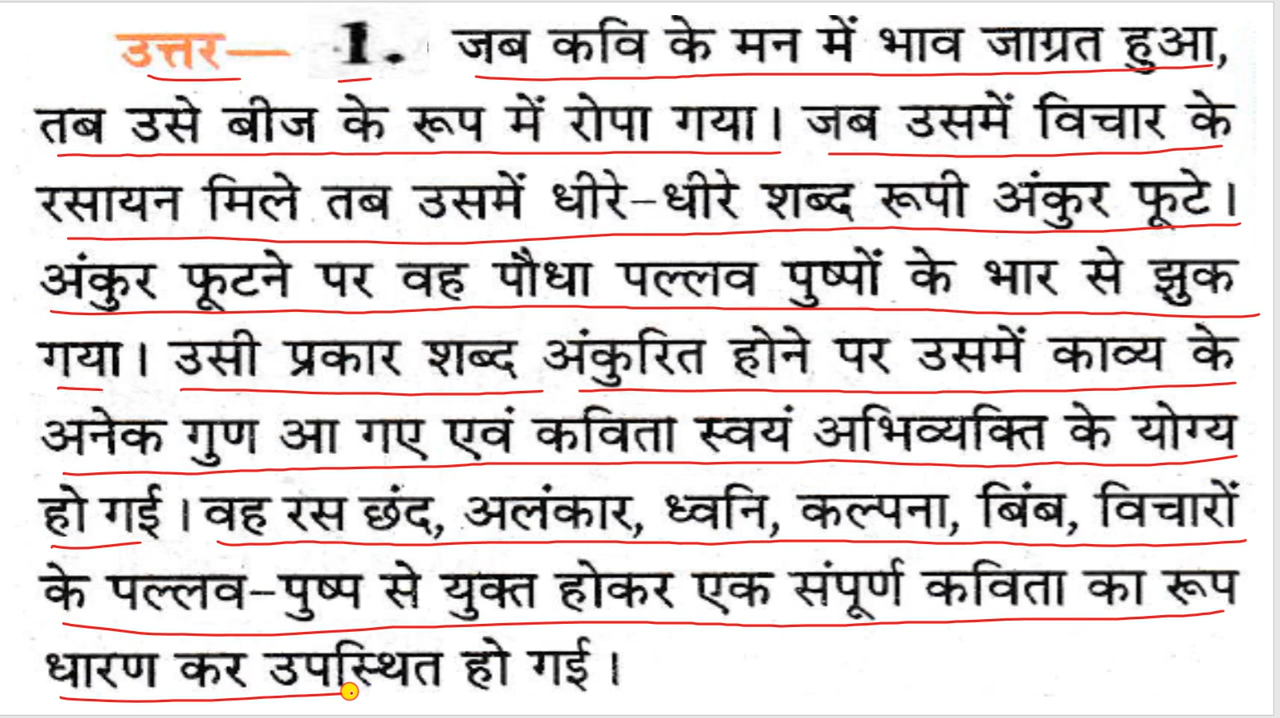 उत्तर— 1. जब कवि के मन में भाव जाग्रत हुआ,
तब उसे बीज के रूप में रोपा गया। जब उसमें विचार के
रसायन मिले तब उसमें धीरे-धीरे शब्द रूपी अंकुर फूटे।
अंकुर फूटने पर वह पौधा पल्लव पुष्पों के भार से झुक
गया। उसी प्रकार शब्द अंकुरित होने पर उसमें काव्य के
अनेक गुण आ गए एवं कविता स्वयं अभिव्यक्ति के योग्य
हो गई। वह रस छंद, अलंकार, ध्वनि, कल्पना, बिंब, विचारों
के पल्लव-पुष्प से युक्त होकर एक संपूर्ण कविता का रूप
धारण कर उपस्थित हो गई।